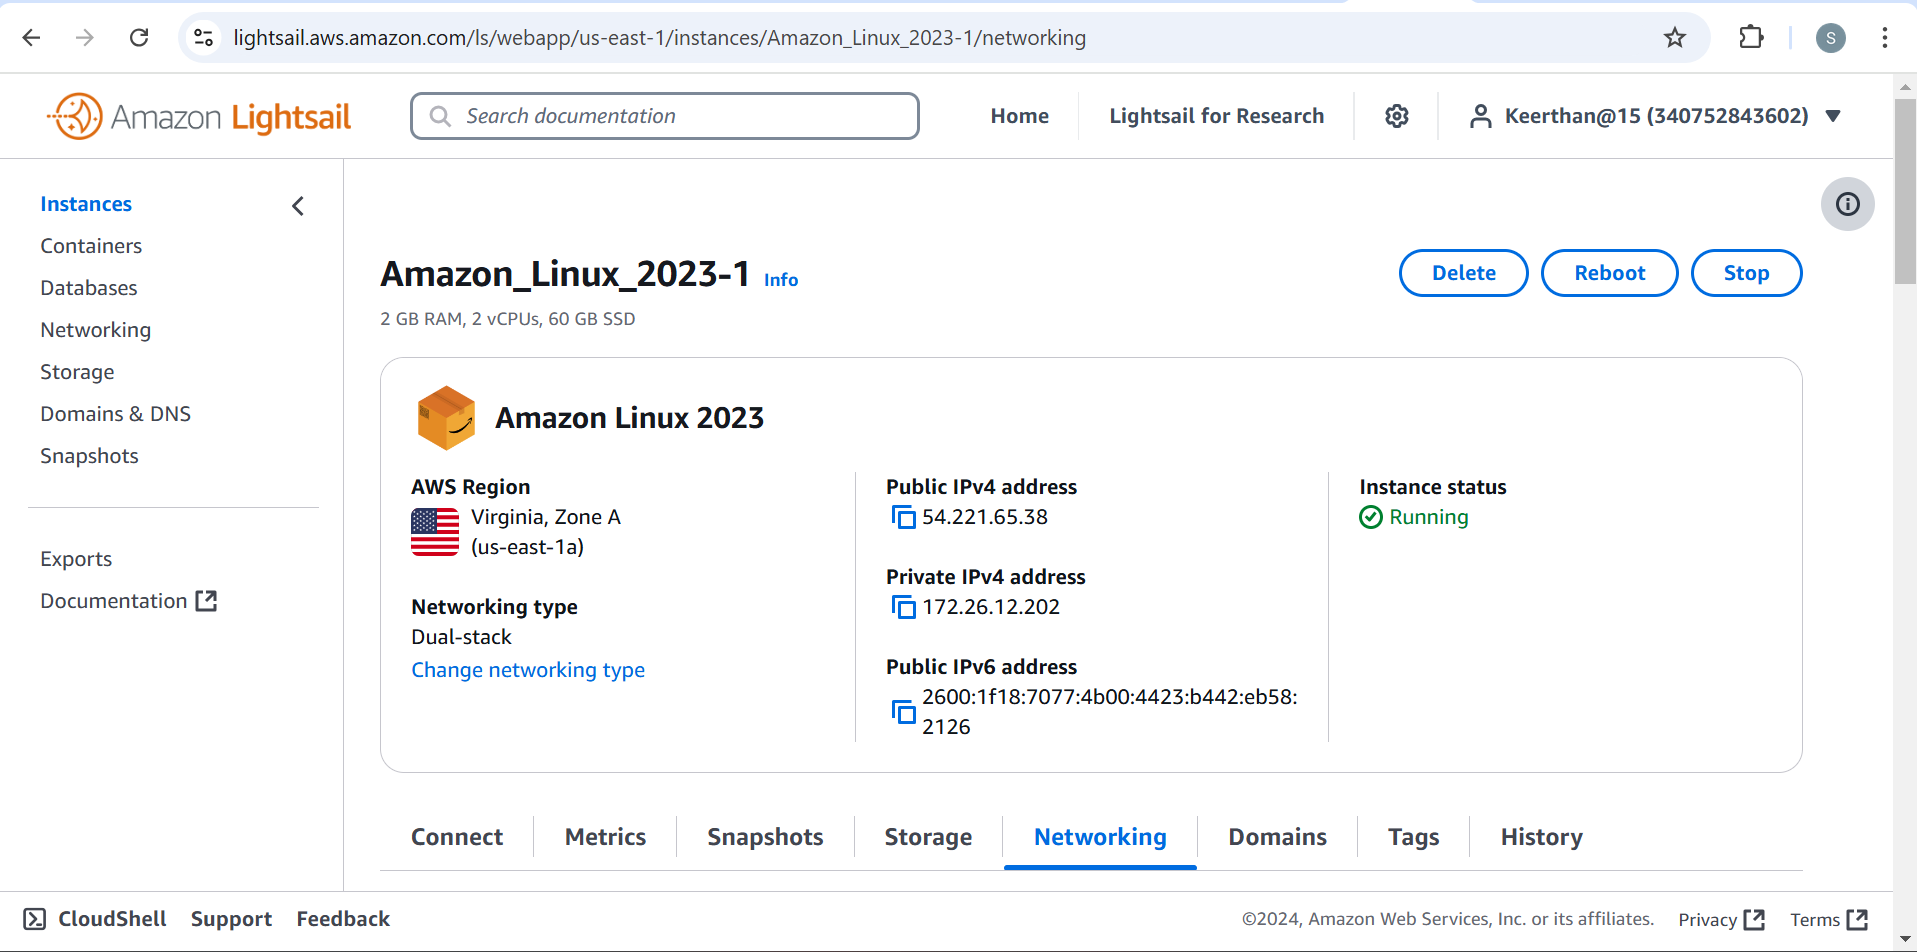 lightsail.aws.amazon.com/ls/webapp/us-east-1/instances/Amazon_Linux_2023-1/networking
S
Amazon Lightsail
Search documentation
Home
Lightsail for Research
Keerthan@15 (340752843602)
Instances
Containers
Databases
Networking
Storage
Domains & DNS
Snapshots
Exports
Documentation
Amazon_Linux_2023-1 Info
Delete
Reboot
Stop
2 GB RAM, 2 vCPUs, 60 GB SSD
Amazon Linux 2023
AWS Region
Virginia, Zone A
(us-east-1a)
Networking type
Dual-stack
Change networking type
Public IPv4 address
54.221.65.38
Private IPv4 address
172.26.12.202
Public IPv6 address
2600:1f18:7077:4b00:4423:b442:eb58:
2126
Instance status
Running
Connect
Metrics
Snapshots
Storage
Networking
Domains
Tags
History
CloudShell
Support
Feedback
©2024, Amazon Web Services, Inc. or its affiliates.
Privacy
Terms